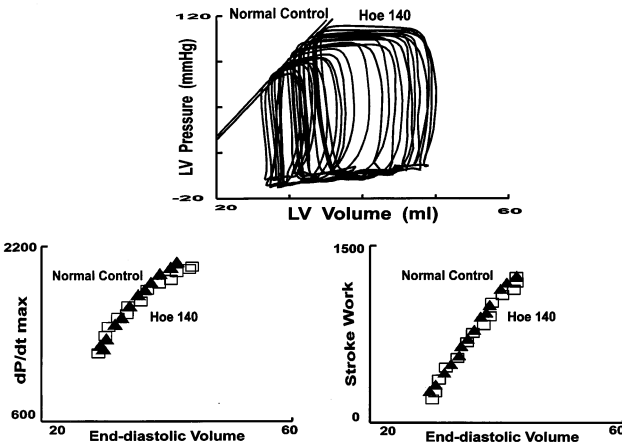 Normal Control
Hoe 140
120
LV Pressure (mmHg)
-20
20
60
LV Volume (ml)
2200
Normal Control
Hoe 140
dP/dt max
600
20
60
End-diastolic Volume
1500
Normal Control
Hoe 140
Stroke Work
0
20
60
End-diastolic Volume